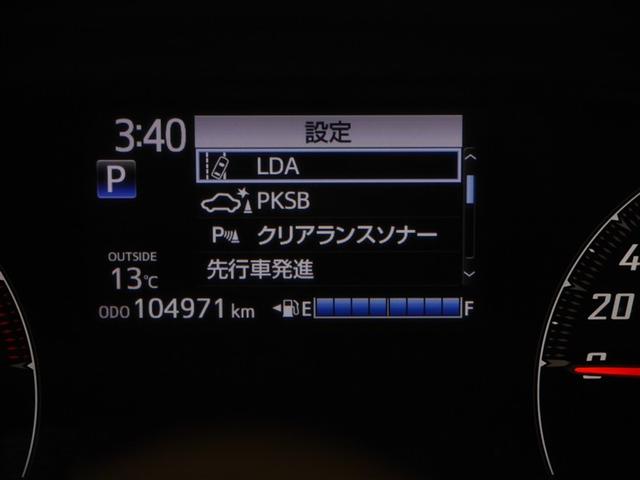 3:40
設定
LDA
P
PKSB
P クリアランスソナー
OUTSIDE
13℃
先行車発進
ODO 104971 km
E F
4
20
0